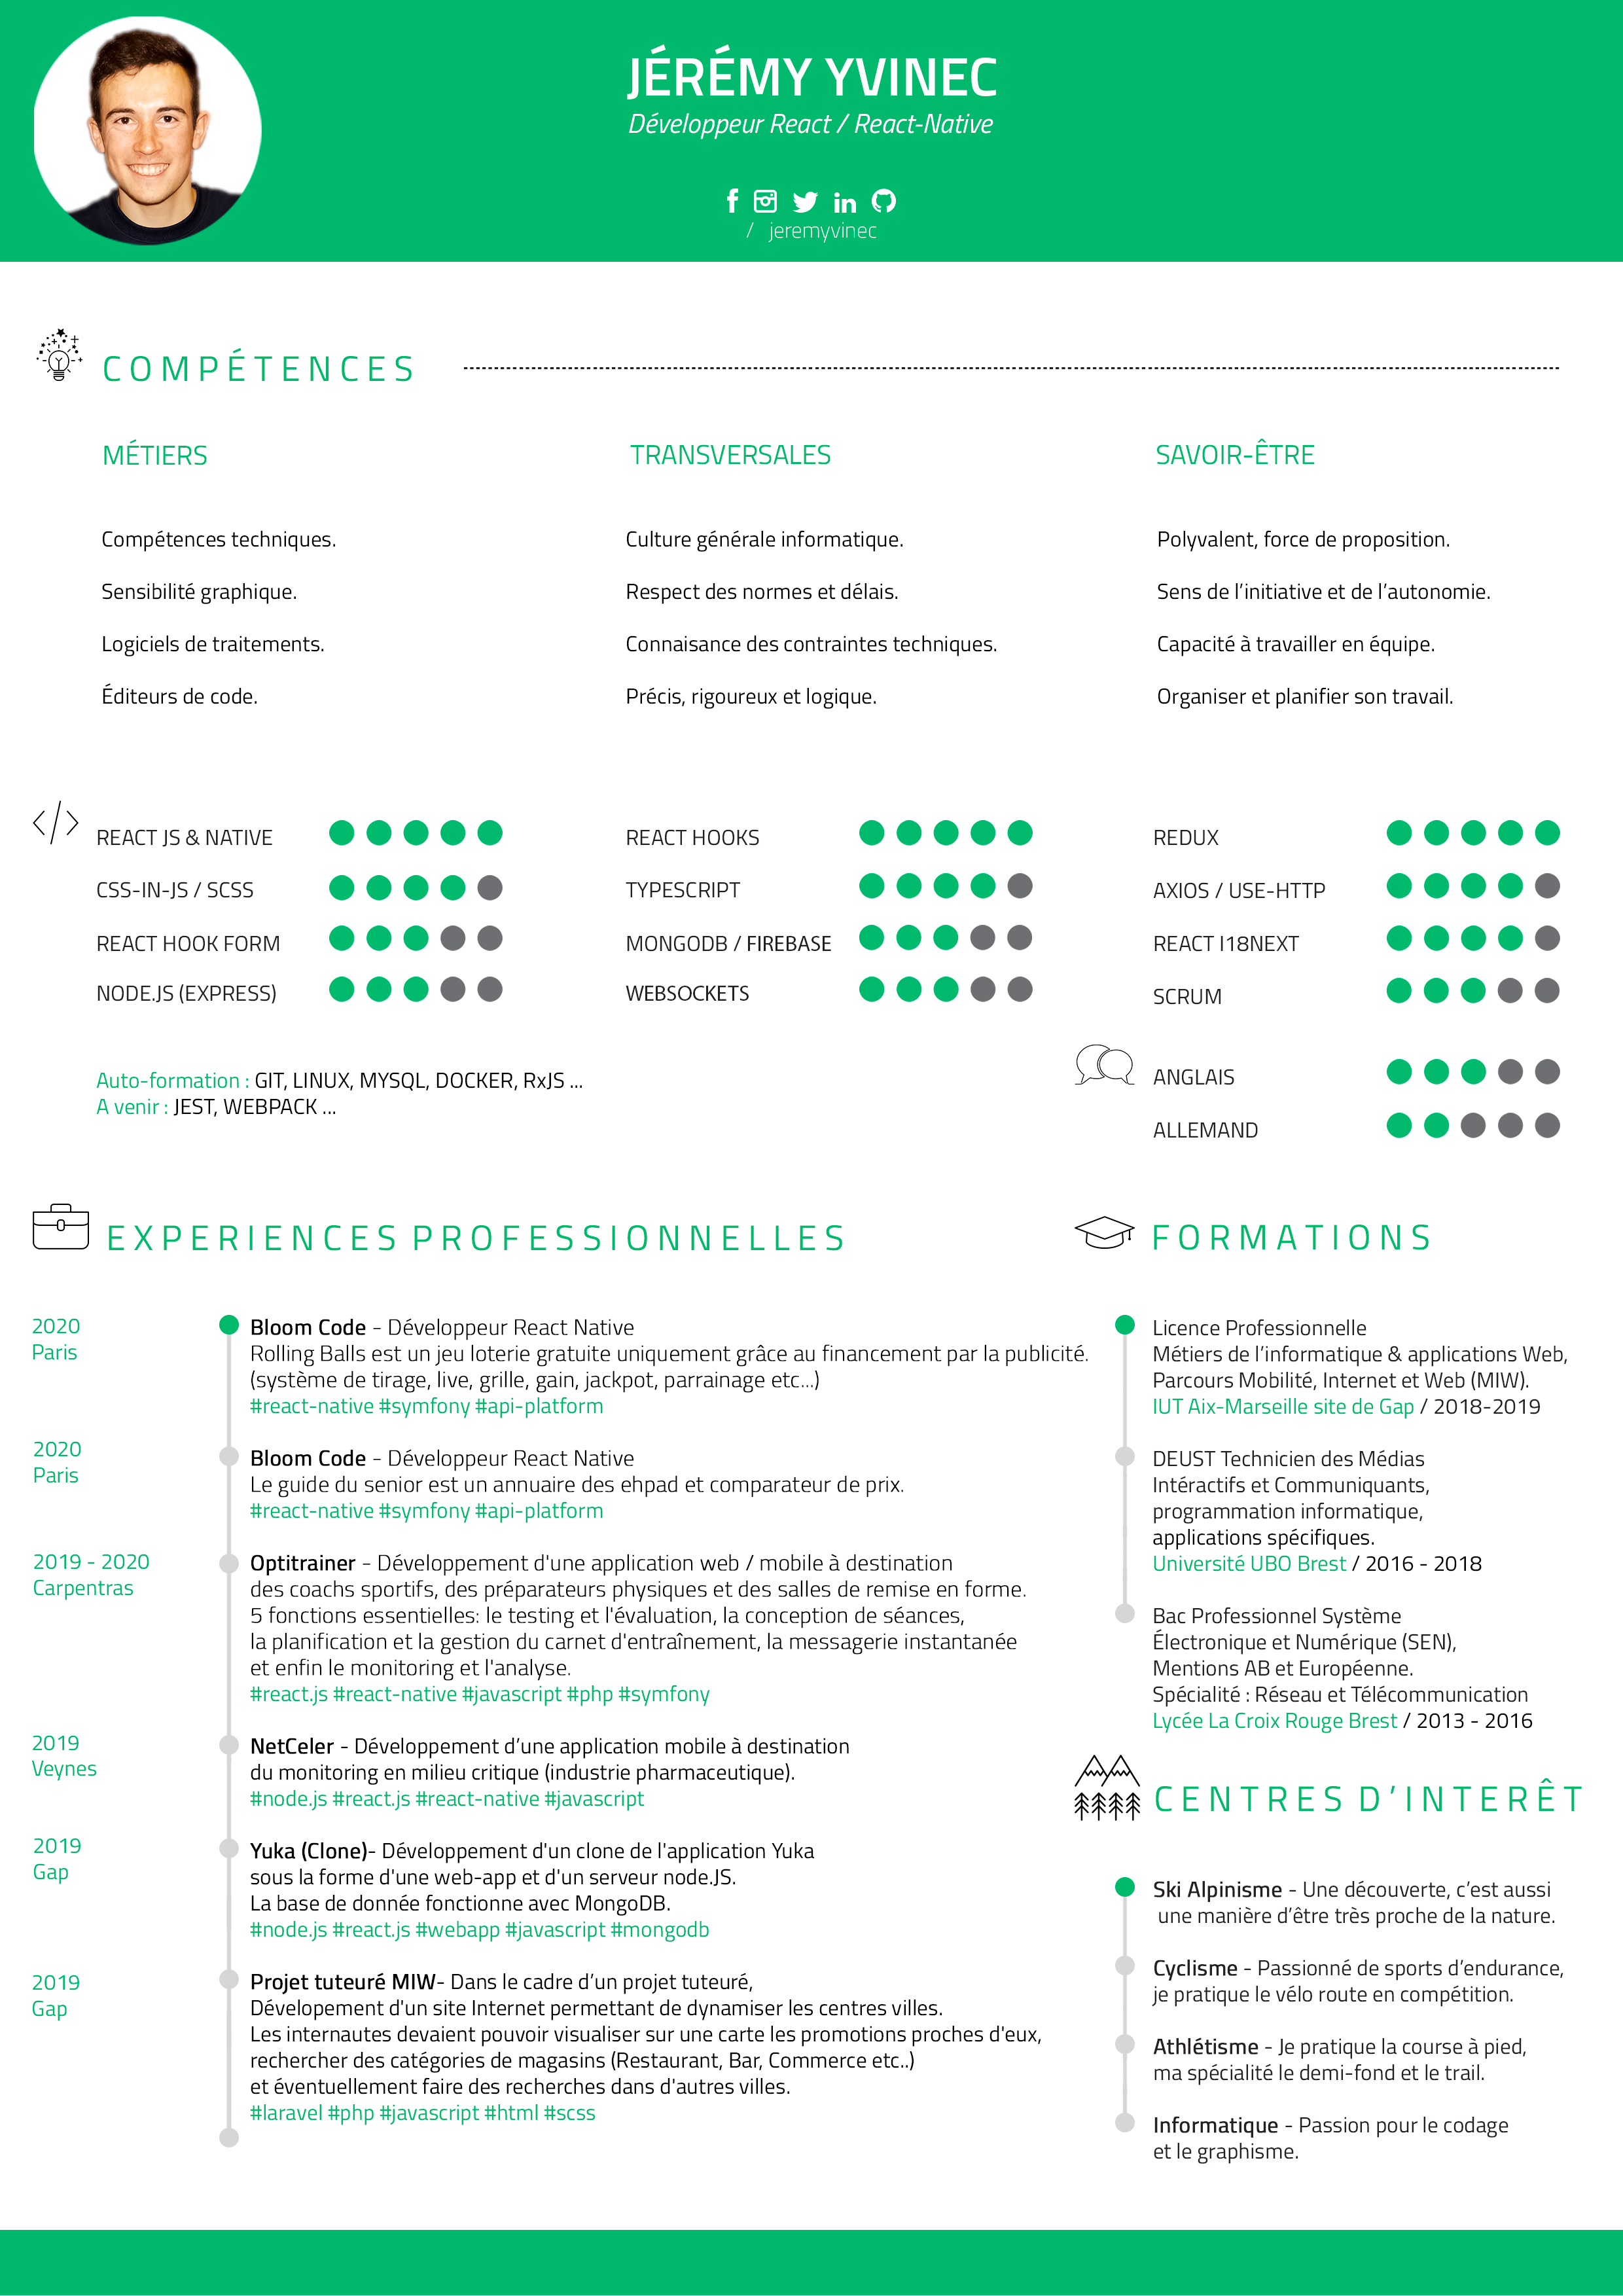 JÉRÉMY YVINEC
Développeur React / React-Native
/ jeremyvinec
COMPÉTENCES
MÉTIERS
Compétences techniques.
Sensibilité graphique.
Logiciels de traitements.
Éditeurs de code.
TRANSVERSALES
Culture générale informatique.
Respect des normes et délais.
Connaisance des contraintes techniques.
Précis, rigoureux et logique.
SAVOIR-ÊTRE
Polyvalent, force de proposition.
Sens de l’initiative et de l’autonomie.
Capacité à travailler en équipe.
Organiser et planifier son travail.
REACT JS & NATIVE
CSS-IN-JS / SCSS
REACT HOOK FORM
NODE.JS (EXPRESS)
REACT HOOKS
TYPESCRIPT
MONGODB / FIREBASE
WEBSOCKETS
REDUX
AXIOS / USE-HTTP
REACT I18NEXT
SCRUM
Auto-formation : GIT, LINUX, MYSQL, DOCKER, RxJS ...
A venir : JEST, WEBPACK ...
ANGLAIS
ALLEMAND
EXPERIENCES PROFESSIONNELLES
2020
Paris
Bloom Code - Développeur React Native
Rolling Balls est un jeu loterie gratuite uniquement grâce au financement par la publicité.
(système de tirage, live, grille, gain, jackpot, parrainage etc...)
#react-native #symfony #api-platform
2020
Paris
Bloom Code - Développeur React Native
Le guide du senior est un annuaire des ehpad et comparateur de prix.
#react-native #symfony #api-platform
2019 - 2020
Carpentras
Optitrainer - Développement d'une application web / mobile à destination
des coachs sportifs, des préparateurs physiques et des salles de remise en forme.
5 fonctions essentielles: le testing et l'évaluation, la conception de séances,
la planification et la gestion du carnet d'entraînement, la messagerie instantanée
et enfin le monitoring et l'analyse.
#react.js #react-native #javascript #php #symfony
2019
Veynes
NetCeler - Développement d’une application mobile à destination
du monitoring en milieu critique (industrie pharmaceutique).
#node.js #react.js #react-native #javascript
2019
Gap
Yuka (Clone)- Développement d'un clone de l'application Yuka
sous la forme d'une web-app et d'un serveur node.JS.
La base de donnée fonctionne avec MongoDB.
#node.js #react.js #webapp #javascript #mongodb
2019
Gap
Projet tuteuré MIW- Dans le cadre d’un projet tuteuré,
Dévelopement d'un site Internet permettant de dynamiser les centres villes.
Les internautes devaient pouvoir visualiser sur une carte les promotions proches d'eux,
rechercher des catégories de magasins (Restaurant, Bar, Commerce etc..)
et éventuellement faire des recherches dans d'autres villes.
#laravel #php #javascript #html #scss
FORMATIONS
Licence Professionnelle
Métiers de l’informatique & applications Web,
Parcours Mobilité, Internet et Web (MIW).
IUT Aix-Marseille site de Gap / 2018-2019
DEUST Technicien des Médias
Intéractifs et Communiquants,
programmation informatique,
applications spécifiques.
Université UBO Brest / 2016 - 2018
Bac Professionnel Système
Électronique et Numérique (SEN),
Mentions AB et Européenne.
Spécialité : Réseau et Télécommunication
Lycée La Croix Rouge Brest / 2013 - 2016
CENTRES D’INTERÊT
Ski Alpinisme - Une découverte, c’est aussi
une manière d’être très proche de la nature.
Cyclisme - Passionné de sports d’endurance,
je pratique le vélo route en compétition.
Athlétisme - Je pratique la course à pied,
ma spécialité le demi-fond et le trail.
Informatique - Passion pour le codage
et le graphisme.